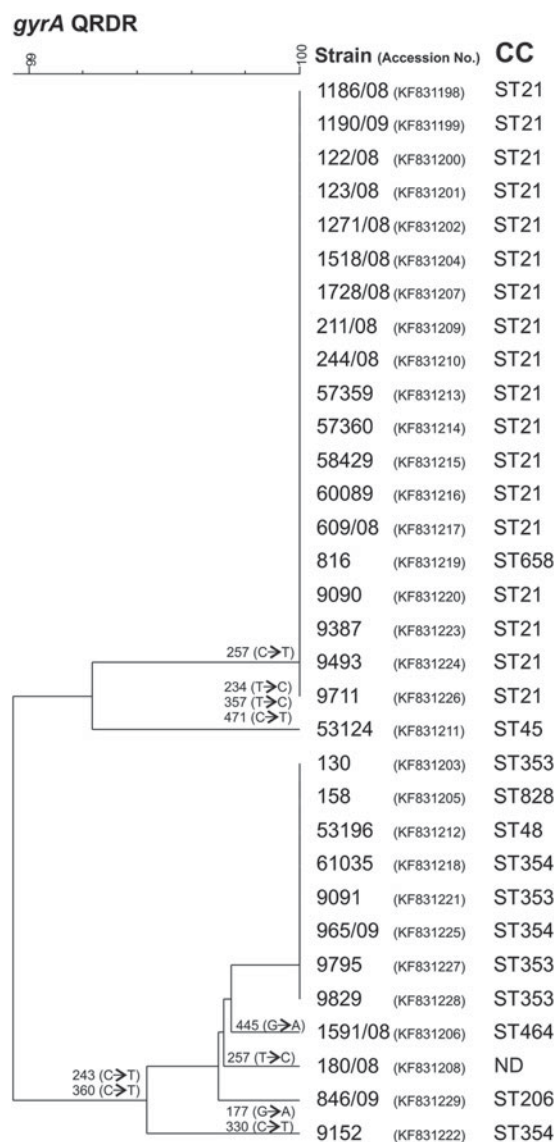 gyrA QRDR
99 100 Strain (Accession No.) CC
1186/08 (KF831198) ST21
1190/09 (KF831199) ST21
122/08 (KF831200) ST21
123/08 (KF831201) ST21
1271/08 (KF831202) ST21
1518/08 (KF831204) ST21
1728/08 (KF831207) ST21
211/08 (KF831209) ST21
244/08 (KF831210) ST21
57359 (KF831213) ST21
57360 (KF831214) ST21
58429 (KF831215) ST21
60089 (KF831216) ST21
609/08 (KF831217) ST21
816 (KF831219) ST658
9090 (KF831220) ST21
9387 (KF831223) ST21
257 (C→T)
9493 (KF831224) ST21
234 (T→C)
357 (T→C)
9711 (KF831226) ST21
471 (C→T)
53124 (KF831211) ST45
130 (KF831203) ST353
158 (KF831205) ST828
53196 (KF831212) ST48
61035 (KF831218) ST354
9091 (KF831221) ST353
965/09 (KF831225) ST354
9795 (KF831227) ST353
9829 (KF831228) ST353
445 (G→A)
1591/08 (KF831206) ST464
257 (T→C)
180/08 (KF831208) ND
243 (C→T)
360 (C→T)
846/09 (KF831229) ST206
177 (G→A)
330 (C→T)
9152 (KF831222) ST354